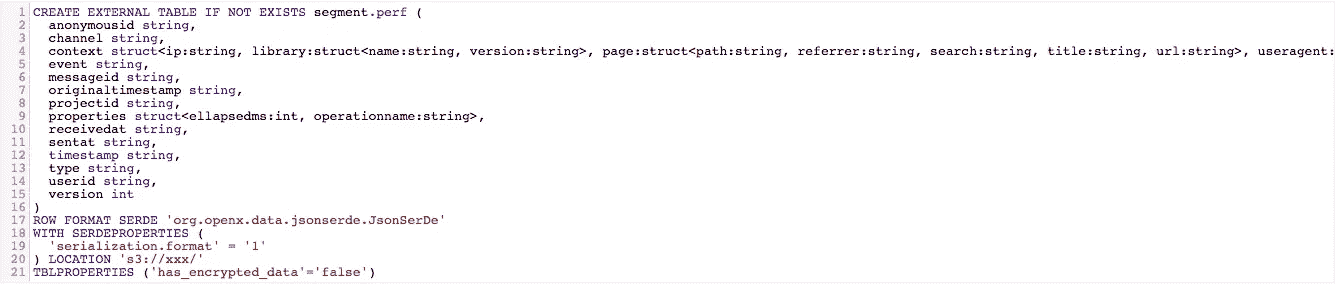 1 CREATE EXTERNAL TABLE IF NOT EXISTS segment.perf (
2 anonymousid string,
3 channel string,
4 context struct<ip:string, library:struct<name:string, version:string>, page:struct<path:string, referrer:string, search:string, title:string, url:string>, useragent:
5 event string,
6 messageid string,
7 originaltimestamp string,
8 projectid string,
9 properties struct<ellapsedms:int, operationname:string>,
10 receivedat string,
11 sentat string,
12 timestamp string,
13 type string,
14 userid string,
15 version int
16 )
17 ROW FORMAT SERDE 'org.openx.data.jsonserde.JsonSerDe'
18 WITH SERDEPROPERTIES (
19 'serialization.format' = '1'
20 ) LOCATION 's3://xxx/'
21 TBLPROPERTIES ('has_encrypted_data'='false')